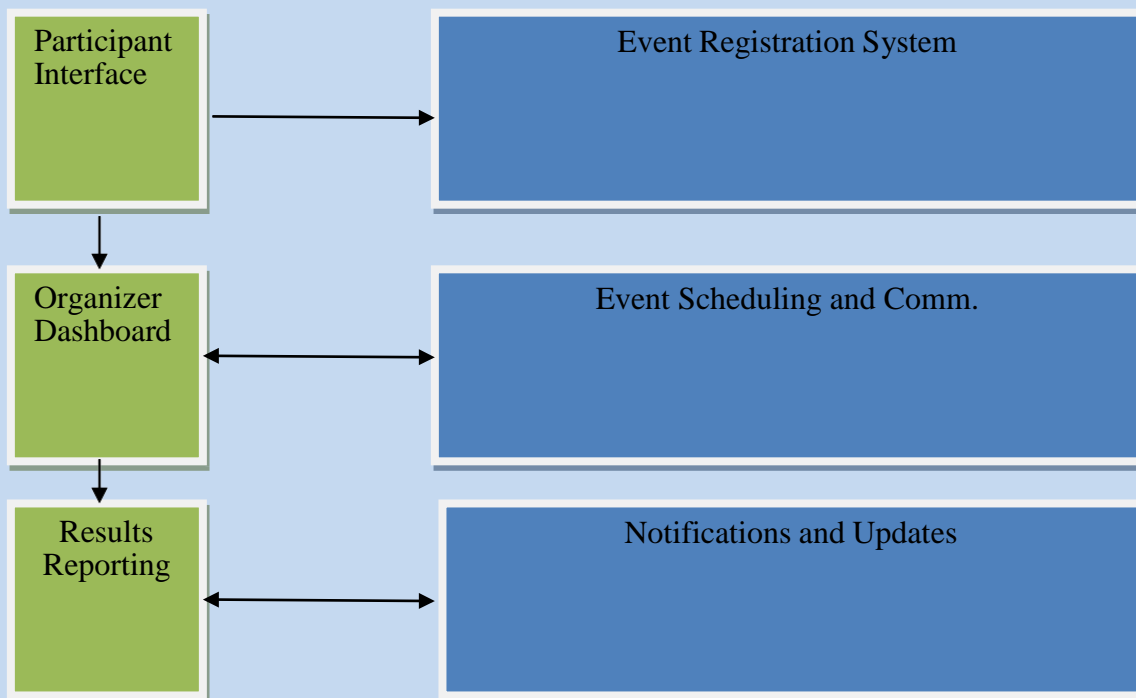 Participant
Interface
Event Registration System
Organizer
Dashboard
Event Scheduling and Comm.
Results
Reporting
Notifications and Updates